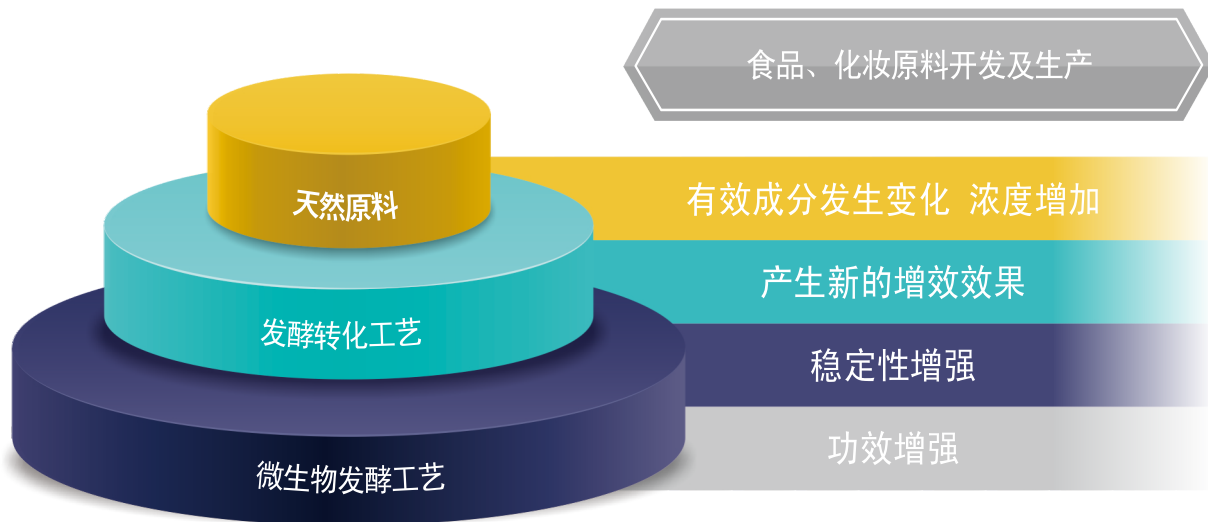 食品、化妆原料开发及生产
天然原料
有效成分发生变化 浓度增加
发酵转化工艺
产生新的增效效果
微生物发酵工艺
稳定性增强
功效增强